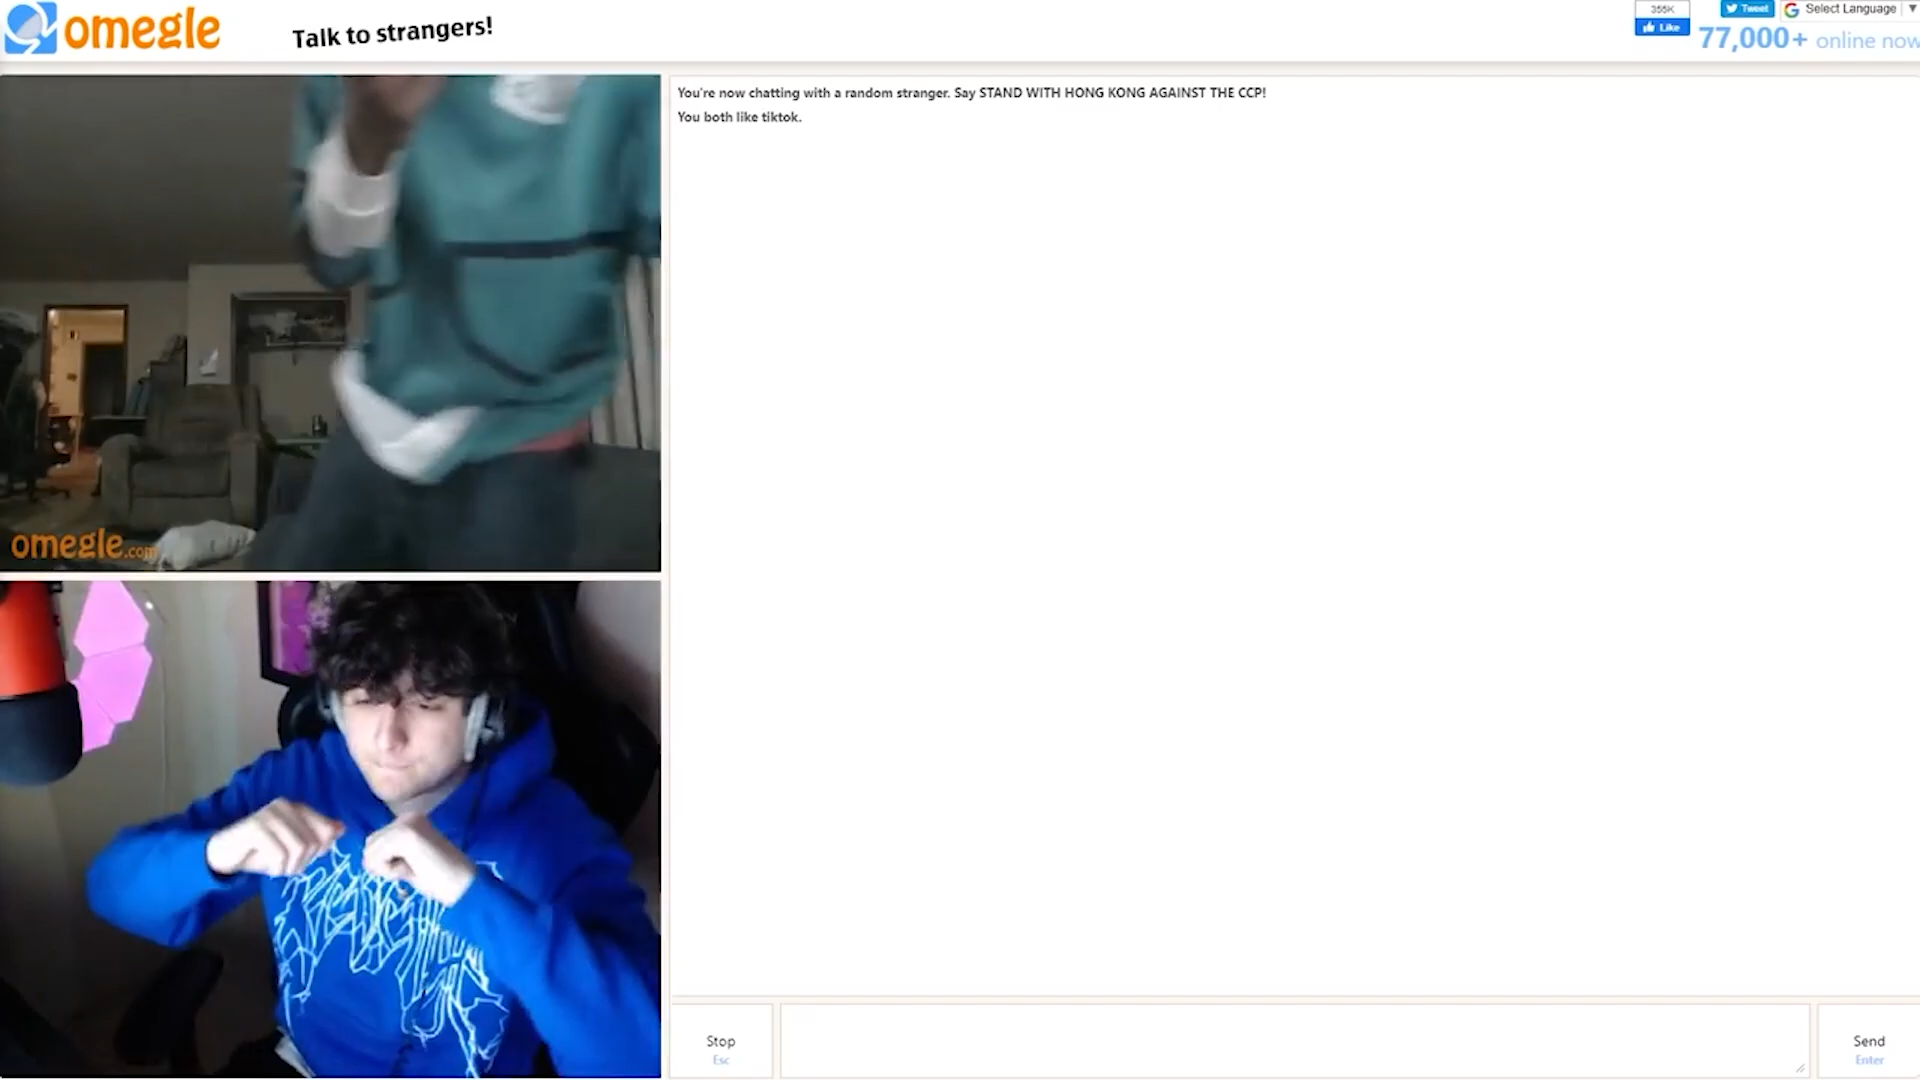 omegle
Talk to strangers!
355K
Like
Tweet
Select Language
77,000+ online now
You're now chatting with a random stranger. Say STAND WITH HONG KONG AGAINST THE CCP!
You both like tiktok.
omegle.com
Stop
Esc
Send
Enter